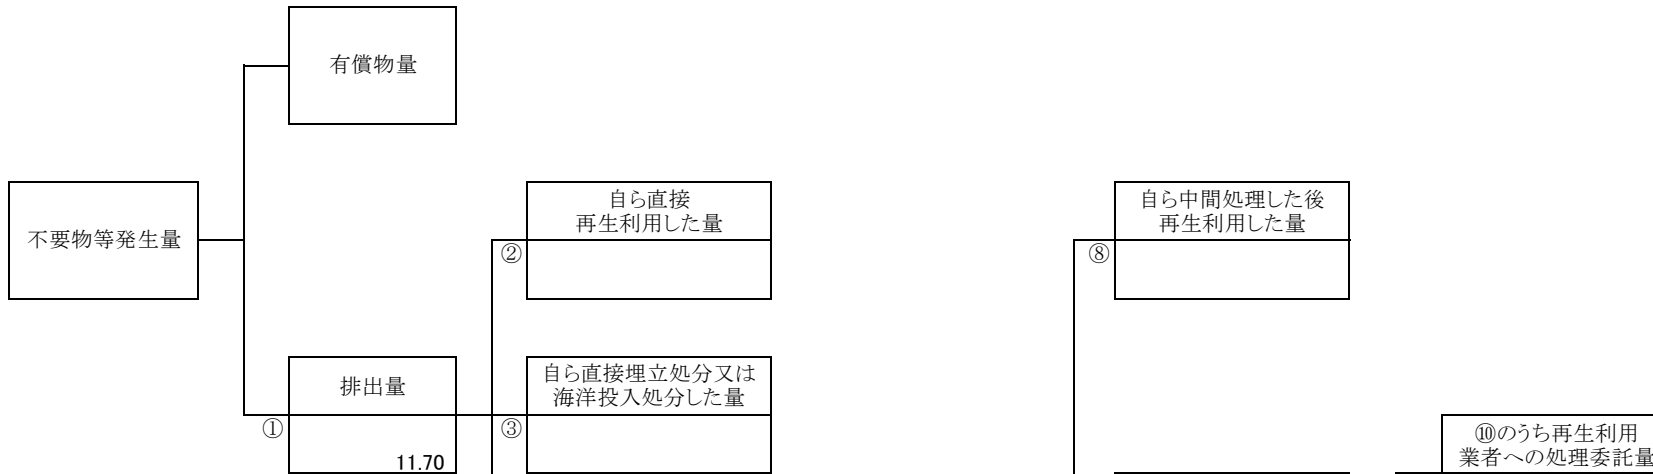 有償物量
不要物等発生量
自ら直接
再生利用した量
②
自ら中間処理した後
再生利用した量
⑧
排出量
①
11.70
自ら直接埋立処分又は
海洋投入処分した量
③
⑩のうち再生利用
業者への処理委託量